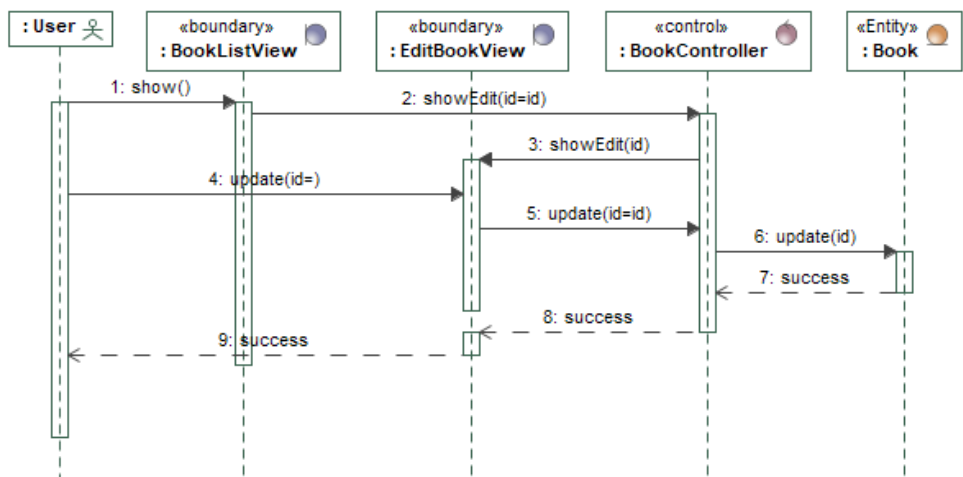 : User
«boundary»
: BookListView
«boundary»
: EditBookView
«control»
: BookController
«Entity»
: Book
1: show()
2: showEdit(id=id)
3: showEdit(id)
4: update(id=)
5: update(id=id)
6: update(id)
7: success
8: success
9: success